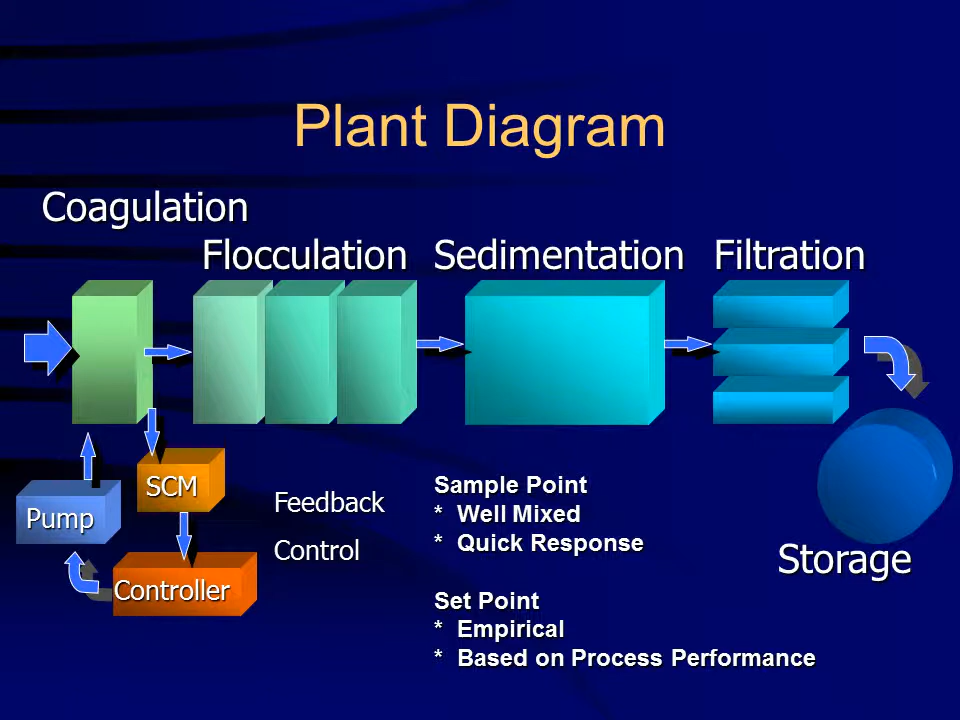 Plant Diagram
Coagulation
Flocculation
Sedimentation
Filtration
SCM
Pump
Controller
Feedback
Control
Sample Point
* Well Mixed
* Quick Response
Set Point
* Empirical
* Based on Process Performance
Storage